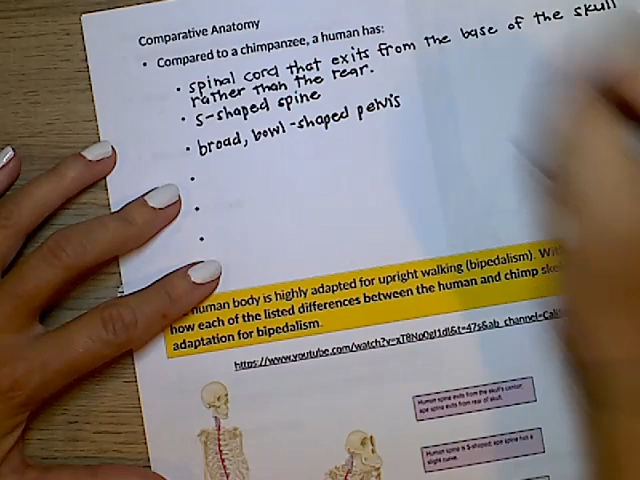 Comparative Anatomy
• Compared to a chimpanzee, a human has:
• spinal cord that exits from the base of the skull
rather than the rear.
• S-shaped spine
• broad, bowl-shaped pelvis
human body is highly adapted for upright walking (bipedalism).
how each of the listed differences between the human and chimp
adaptation for bipedalism.
Human spine exits from the skull's center;
ape spine exits from rear of skull.
Human spine is S-shaped; ape spine has a
slight curve.